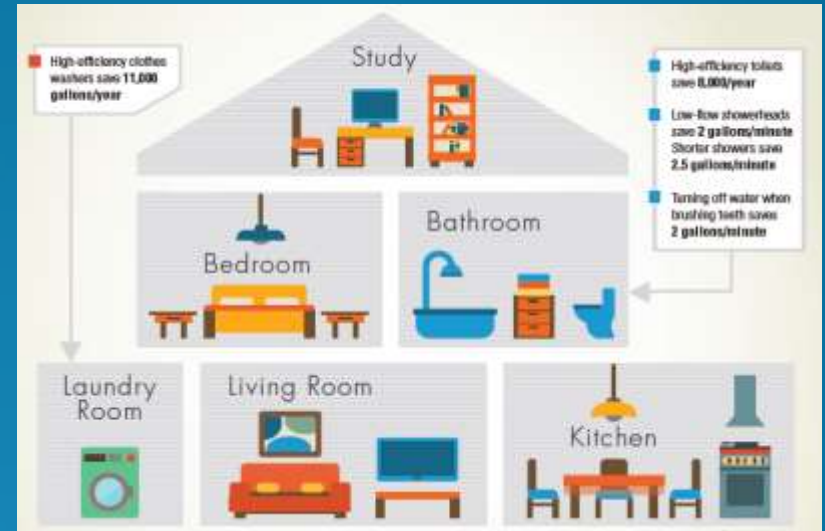 High-efficiency clothes
washers save 11,000
gallons/year
Study
High-efficiency toilets
save 8,000/year
Low-flow showerheads
save 2 gallons/minute
Shorter showers save
2.5 gallons/minute
Turning off water when
brushing teeth saves
2 gallons/minute
Bedroom
Bathroom
Laundry
Room
Living Room
Kitchen